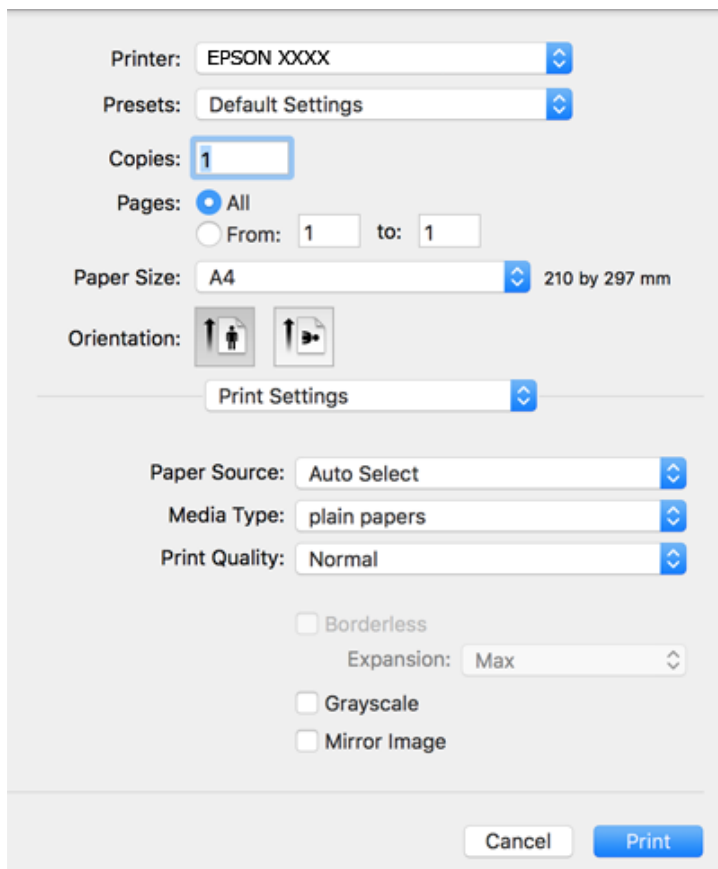 Printer: EPSON XXXX
Presets: Default Settings
Copies: 1
Pages: All
From: 1 to: 1
Paper Size: A4 210 by 297 mm
Orientation:
Print Settings
Paper Source: Auto Select
Media Type: plain papers
Print Quality: Normal
Borderless
Expansion: Max
Grayscale
Mirror Image
Cancel Print